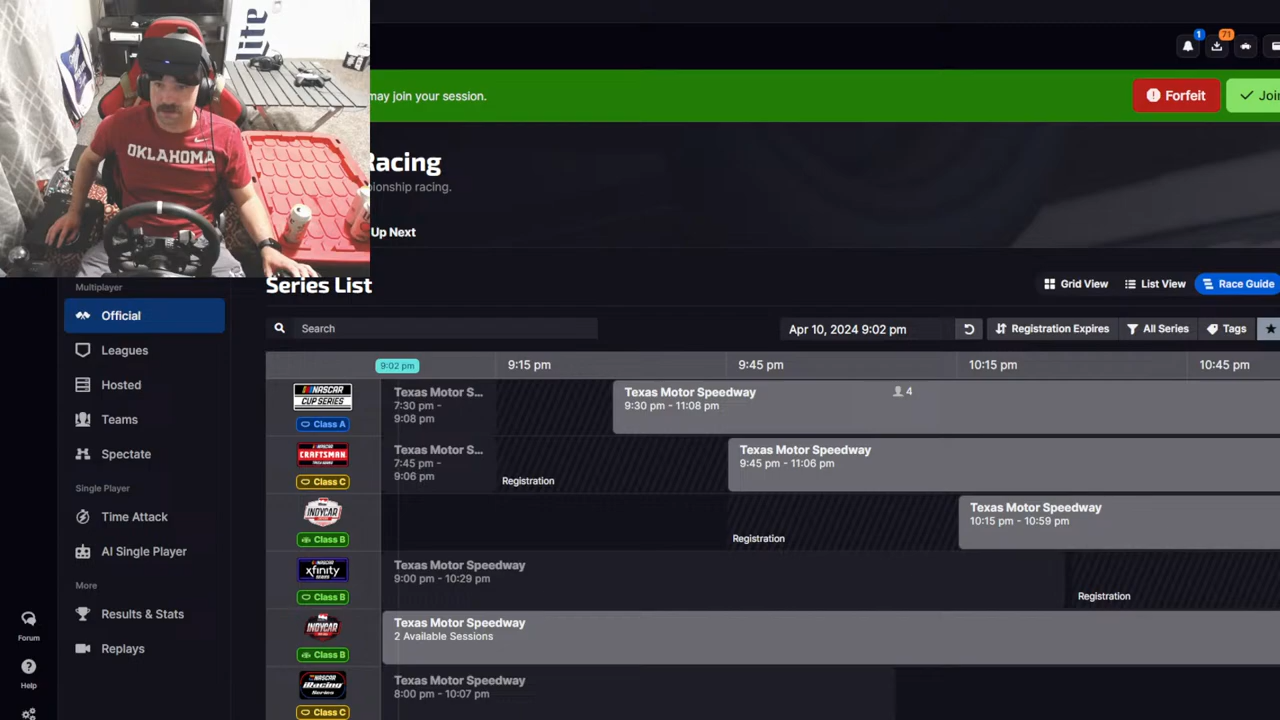 lite
OKLAHOMA
1
71
may join your session.
Forfeit
Join
Racing
pionship racing.
Up Next
Multiplayer
Official
Leagues
Hosted
Teams
Spectate
Single Player
Time Attack
AI Single Player
More
Results & Stats
Replays
Forum
Help
Series List
Grid View
List View
Race Guide
Search
Apr 10, 2024 9:02 pm
Registration Expires
All Series
Tags
9:02 pm
9:15 pm
9:45 pm
10:15 pm
10:45 pm
NASCAR
CUP SERIES
Class A
Texas Motor S...
7:30 pm -
9:08 pm
Texas Motor Speedway
9:30 pm - 11:08 pm
4
NASCAR
CRAFTSMAN
Class C
Texas Motor S...
7:45 pm -
9:06 pm
Registration
Texas Motor Speedway
9:45 pm - 11:06 pm
INDYCAR
Class B
Registration
Texas Motor Speedway
10:15 pm - 10:59 pm
NASCAR
xfinity
SERIES
Class B
Texas Motor Speedway
9:00 pm - 10:29 pm
Registration
INDYCAR
Class B
Texas Motor Speedway
2 Available Sessions
NASCAR
iRacing
Series
Class C
Texas Motor Speedway
8:00 pm - 10:07 pm